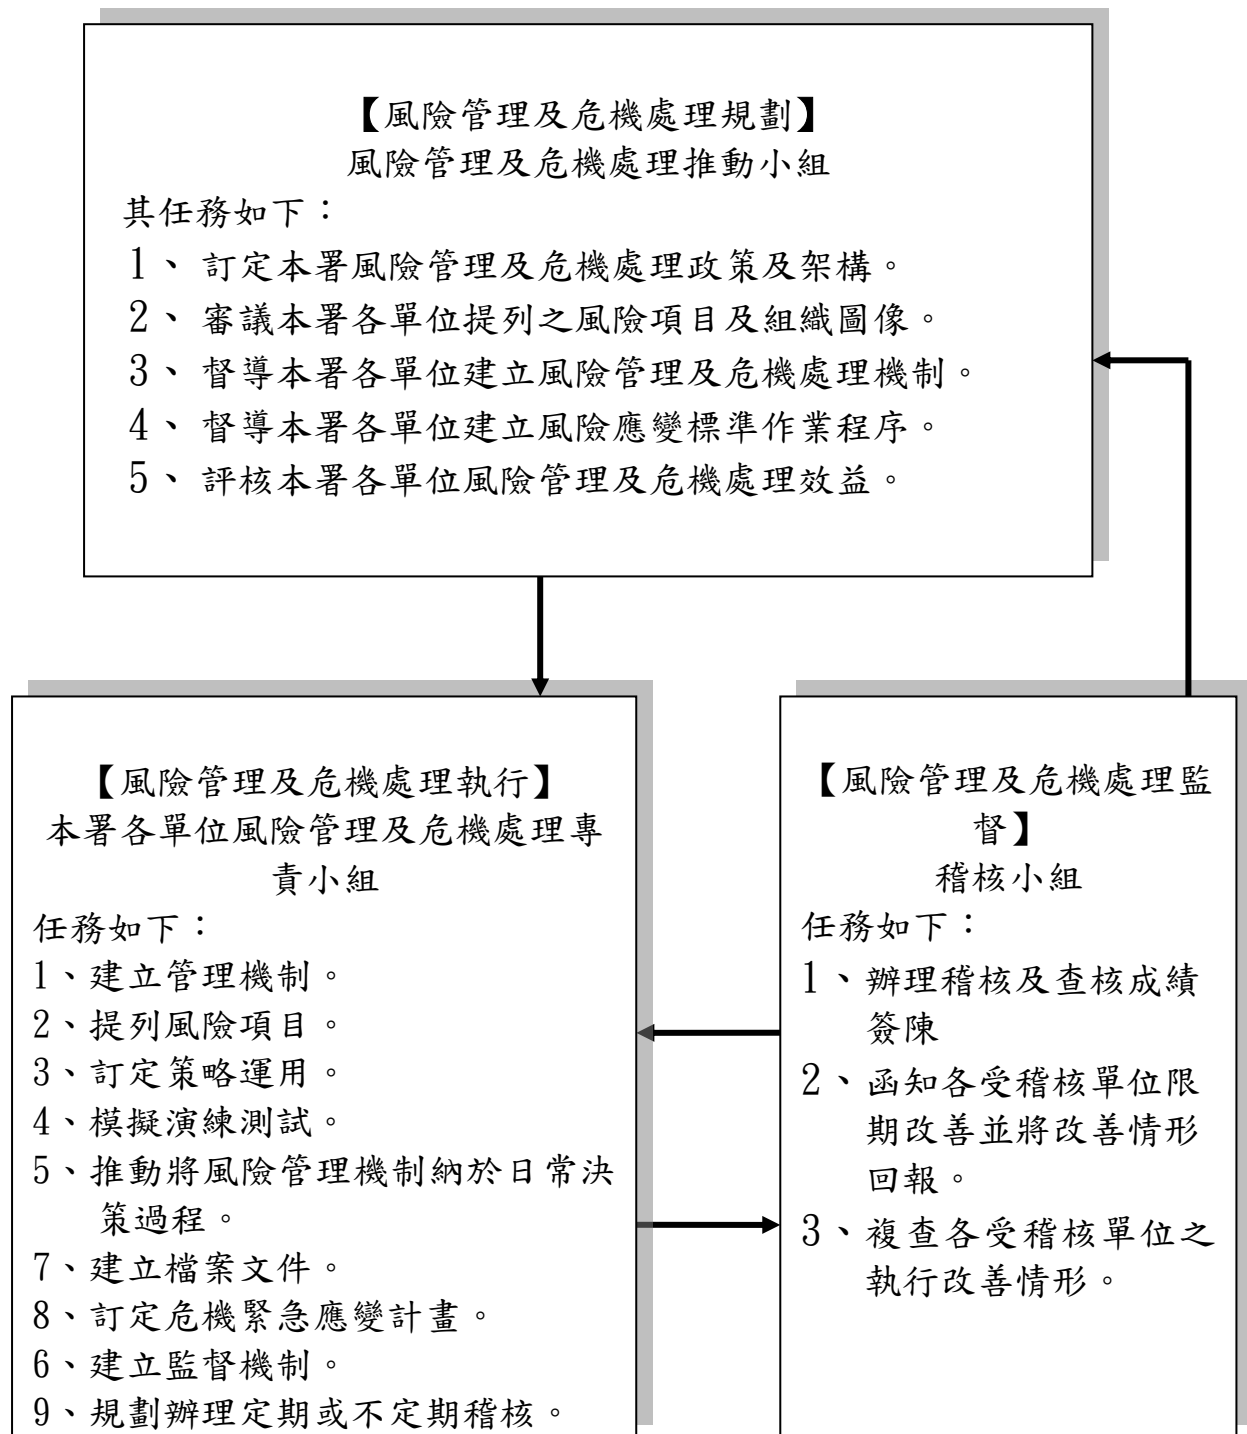 【風險管理及危機處理規劃】
風險管理及危機處理推動小組
其任務如下：
1、 訂定本署風險管理及危機處理政策及架構。
2、 審議本署各單位提列之風險項目及組織圖像。
3、 督導本署各單位建立風險管理及危機處理機制。
4、 督導本署各單位建立風險應變標準作業程序。
5、 評核本署各單位風險管理及危機處理效益。
【風險管理及危機處理執行】
本署各單位風險管理及危機處理專
責小組
任務如下：
1、建立管理機制。
2、提列風險項目。
3、訂定策略運用。
4、模擬演練測試。
5、推動將風險管理機制納於日常決
策過程。
7、建立檔案文件。
8、訂定危機緊急應變計畫。
6、建立監督機制。
9、規劃辦理定期或不定期稽核。
【風險管理及危機處理監
督】
稽核小組
任務如下：
1、辦理稽核及查核成績
簽陳
2、函知各受稽核單位限
期改善並將改善情形
回報。
3、複查各受稽核單位之
執行改善情形。